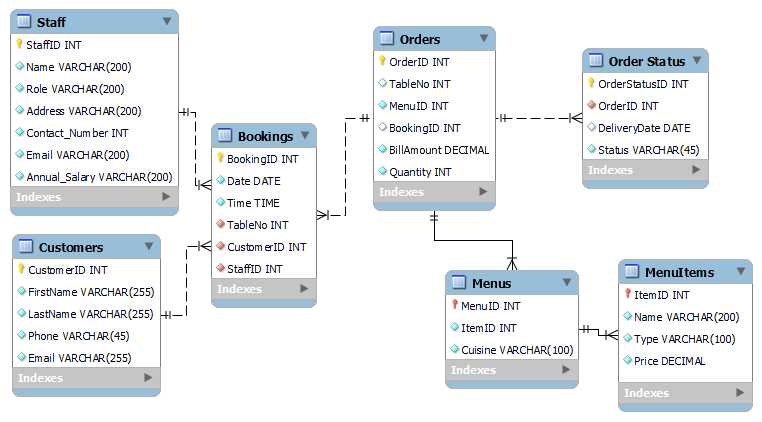 Staff
StaffID INT
Name VARCHAR(200)
Role VARCHAR(200)
Address VARCHAR(200)
Contact_Number INT
Email VARCHAR(200)
Annual_Salary VARCHAR(200)
Indexes
Customers
CustomerID INT
FirstName VARCHAR(255)
LastName VARCHAR(255)
Phone VARCHAR(45)
Email VARCHAR(255)
Indexes
Bookings
BookingID INT
Date DATE
Time TIME
TableNo INT
CustomerID INT
StaffID INT
Indexes
Orders
OrderID INT
TableNo INT
MenuID INT
BookingID INT
BillAmount DECIMAL
Quantity INT
Indexes
Order Status
OrderStatusID INT
OrderID INT
DeliveryDate DATE
Status VARCHAR(45)
Indexes
Menus
MenuID INT
ItemID INT
Cuisine VARCHAR(100)
Indexes
MenuItems
ItemID INT
Name VARCHAR(200)
Type VARCHAR(100)
Price DECIMAL
Indexes